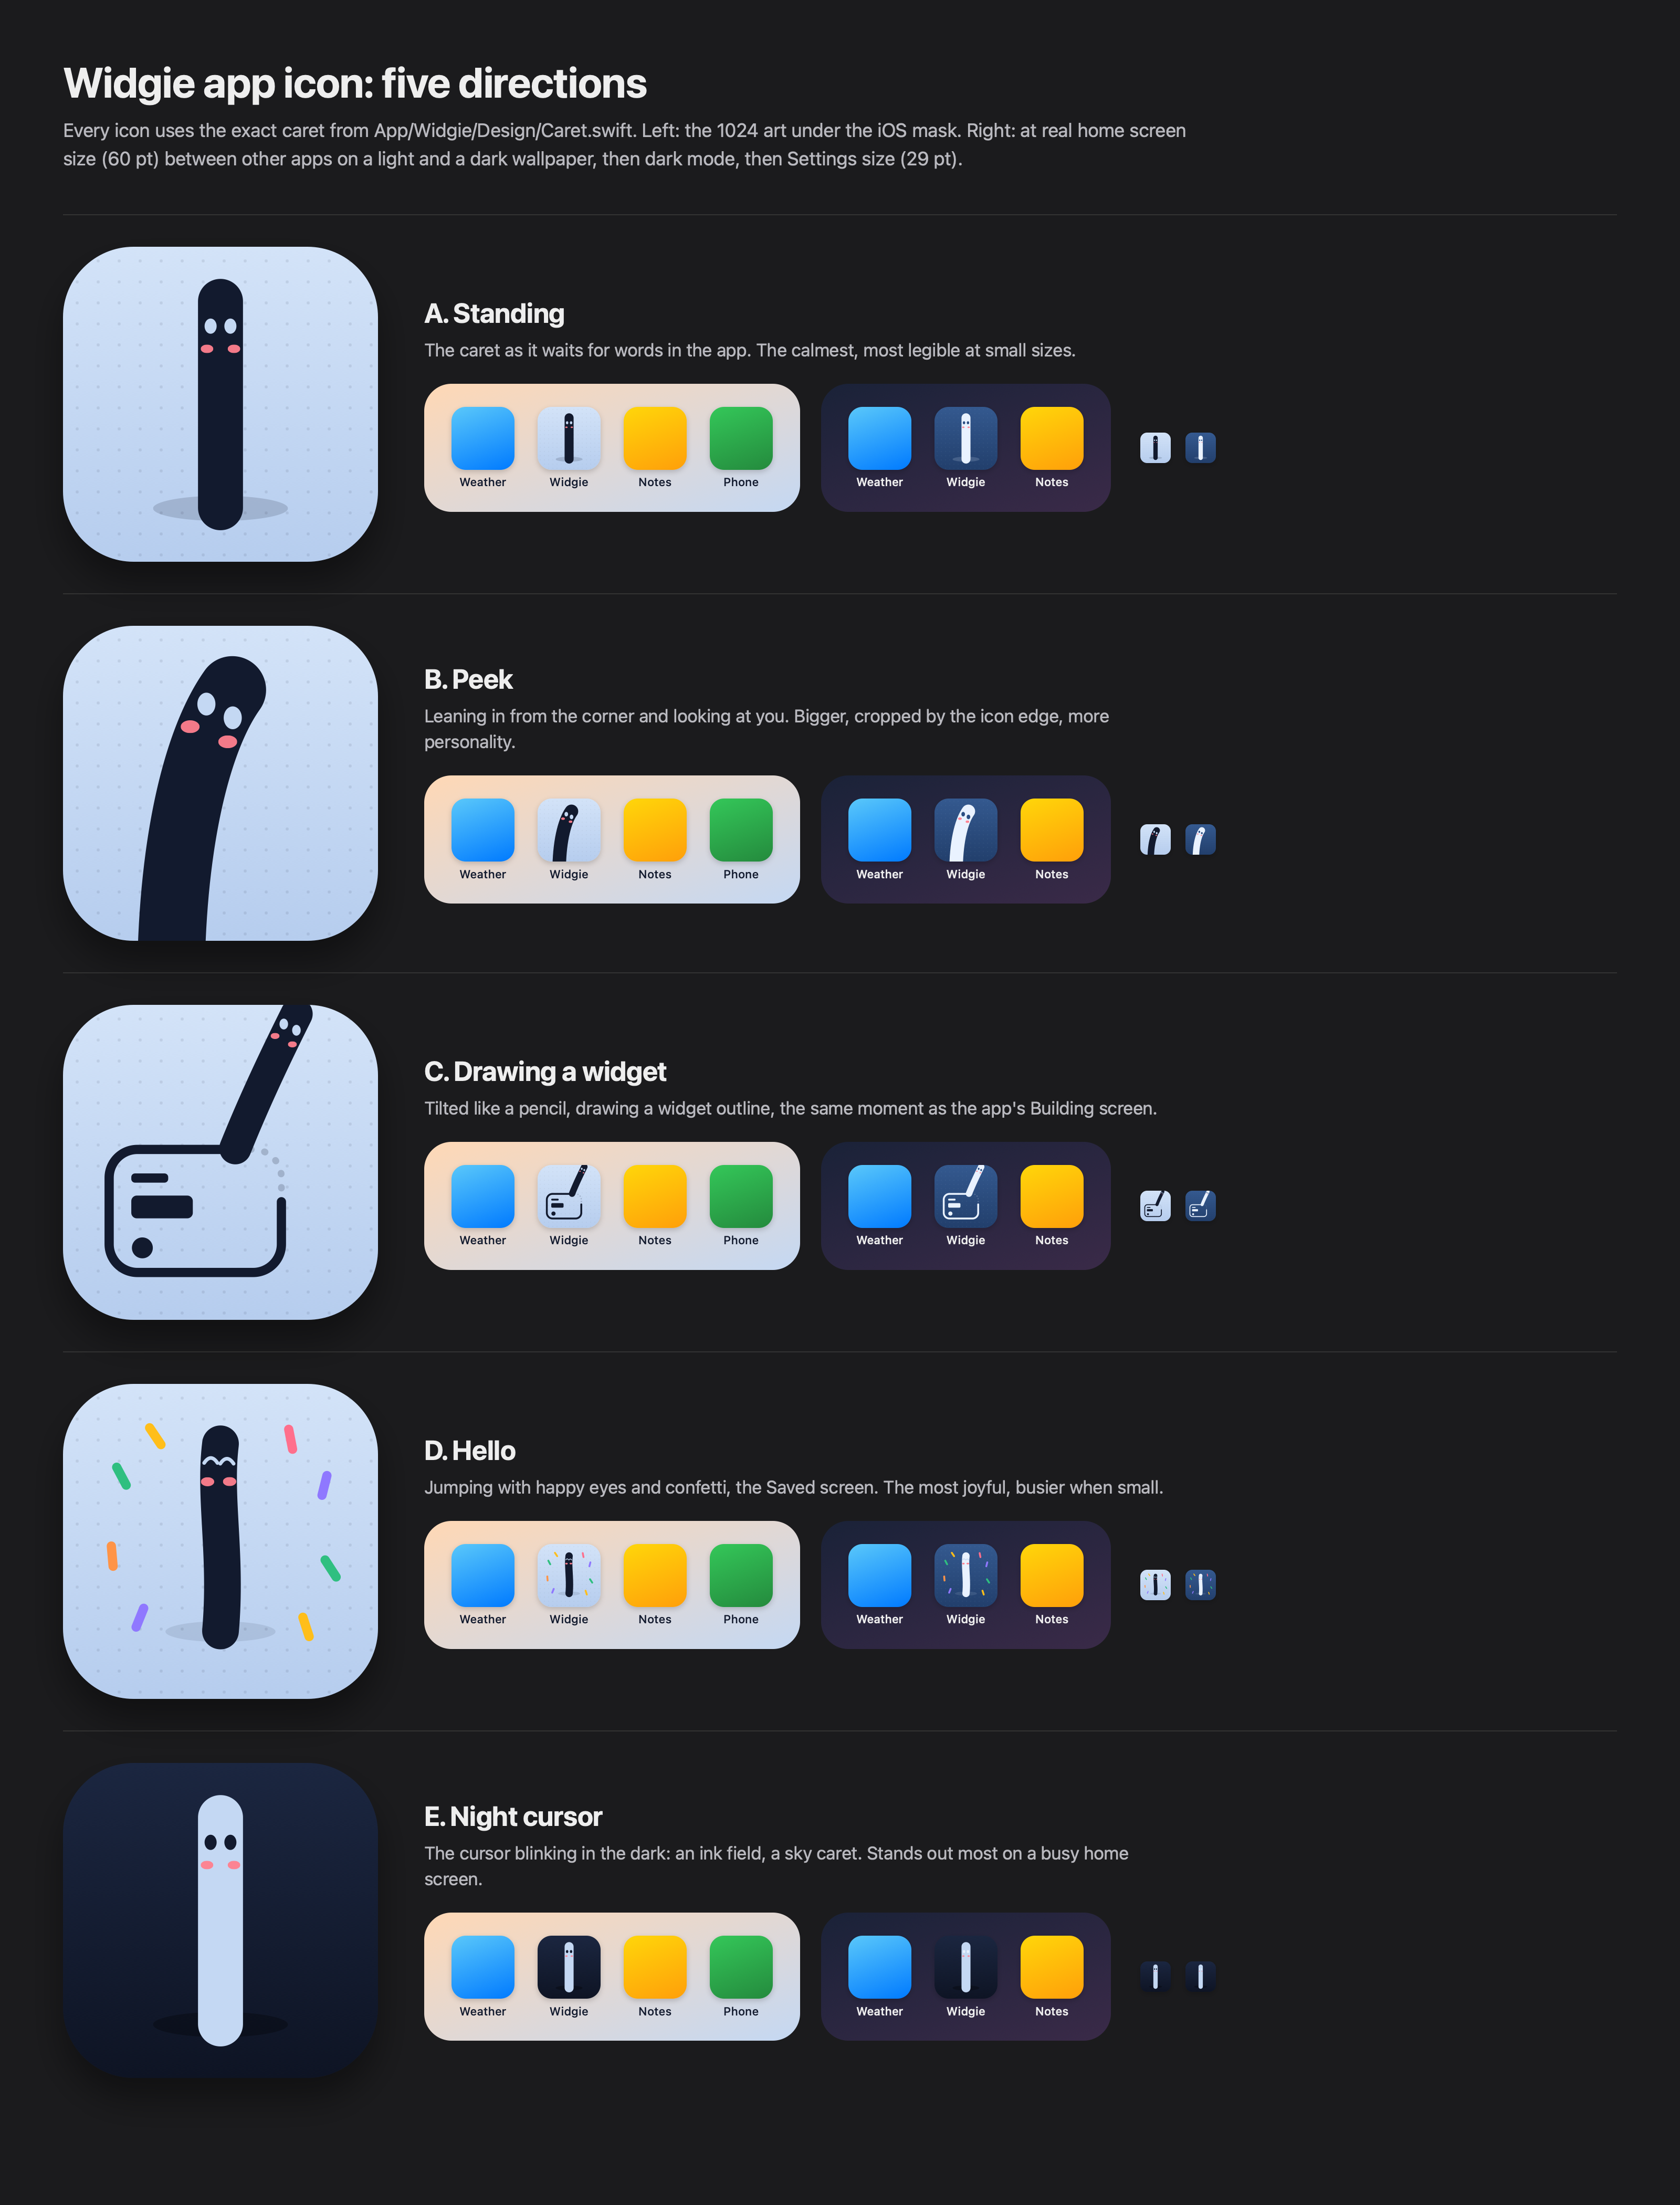 Widgie app icon: five directions
Every icon uses the exact caret from App/Widgie/Design/Caret.swift. Left: the 1024 art under the iOS mask. Right: at real home screen
size (60 pt) between other apps on a light and a dark wallpaper, then dark mode, then Settings size (29 pt).
A. Standing
The caret as it waits for words in the app. The calmest, most legible at small sizes.
Weather Widgie Notes Phone Weather Widgie Notes
B. Peek
Leaning in from the corner and looking at you. Bigger, cropped by the icon edge, more
personality.
Weather Widgie Notes Phone Weather Widgie Notes
C. Drawing a widget
Tilted like a pencil, drawing a widget outline, the same moment as the app's Building screen.
Weather Widgie Notes Phone Weather Widgie Notes
D. Hello
Jumping with happy eyes and confetti, the Saved screen. The most joyful, busier when small.
Weather Widgie Notes Phone Weather Widgie Notes
E. Night cursor
The cursor blinking in the dark: an ink field, a sky caret. Stands out most on a busy home
screen.
Weather Widgie Notes Phone Weather Widgie Notes